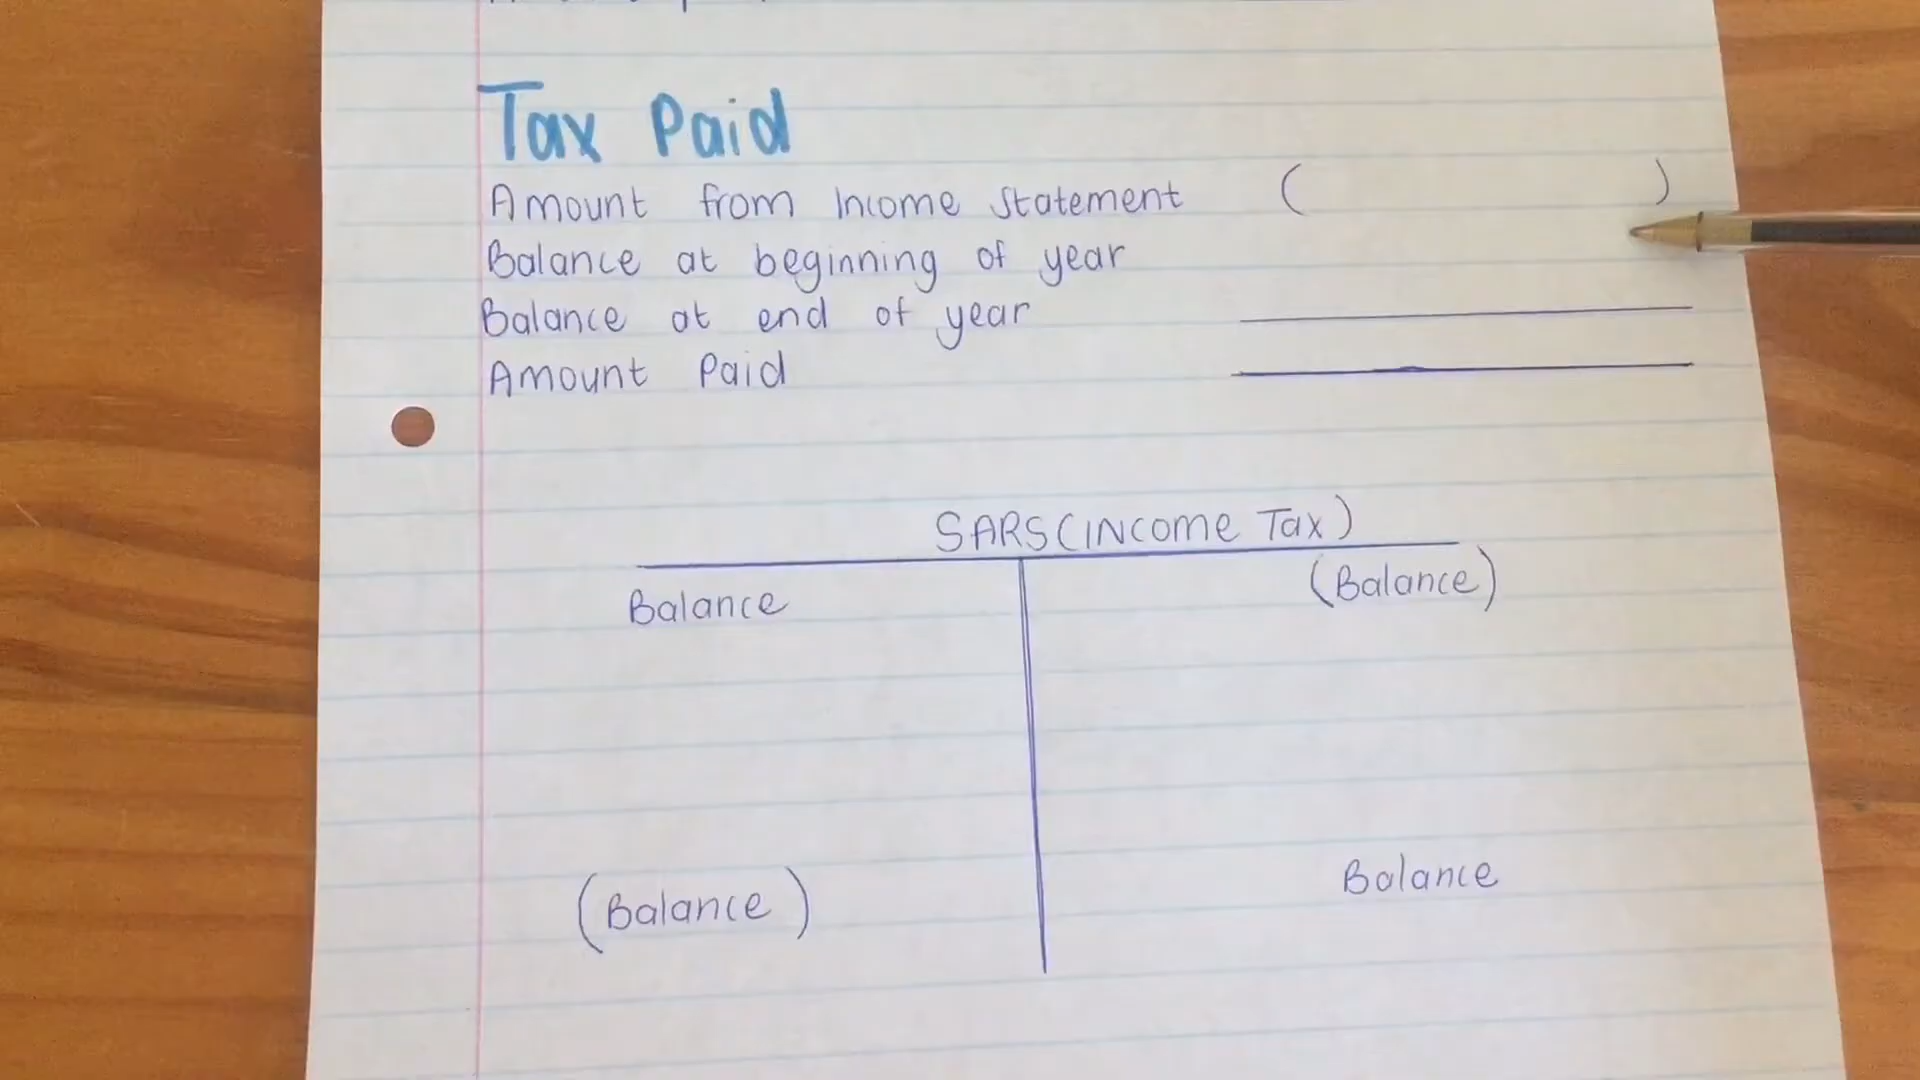 Tax Paid
Amount from Income Statement ( )
Balance at beginning of year
Balance at end of year
Amount Paid
SARS (Income Tax)
Balance (Balance)
(Balance) Balance